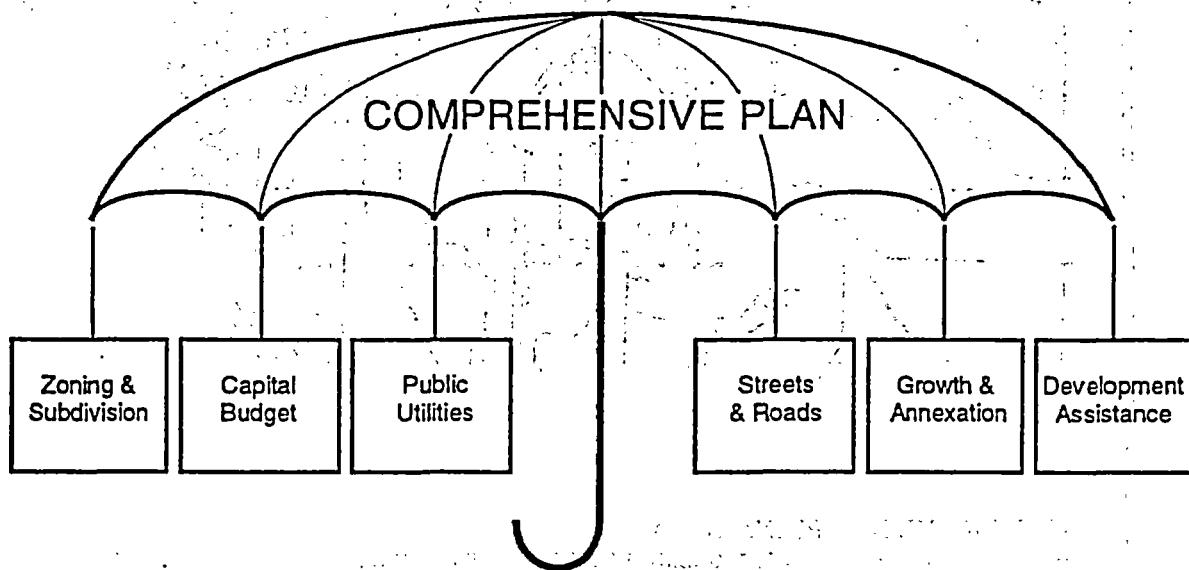 COMPREHENSIVE PLAN
Zoning &
Subdivision
Capital
Budget
Public
Utilities
Streets
& Roads
Growth &
Annexation
Development
Assistance